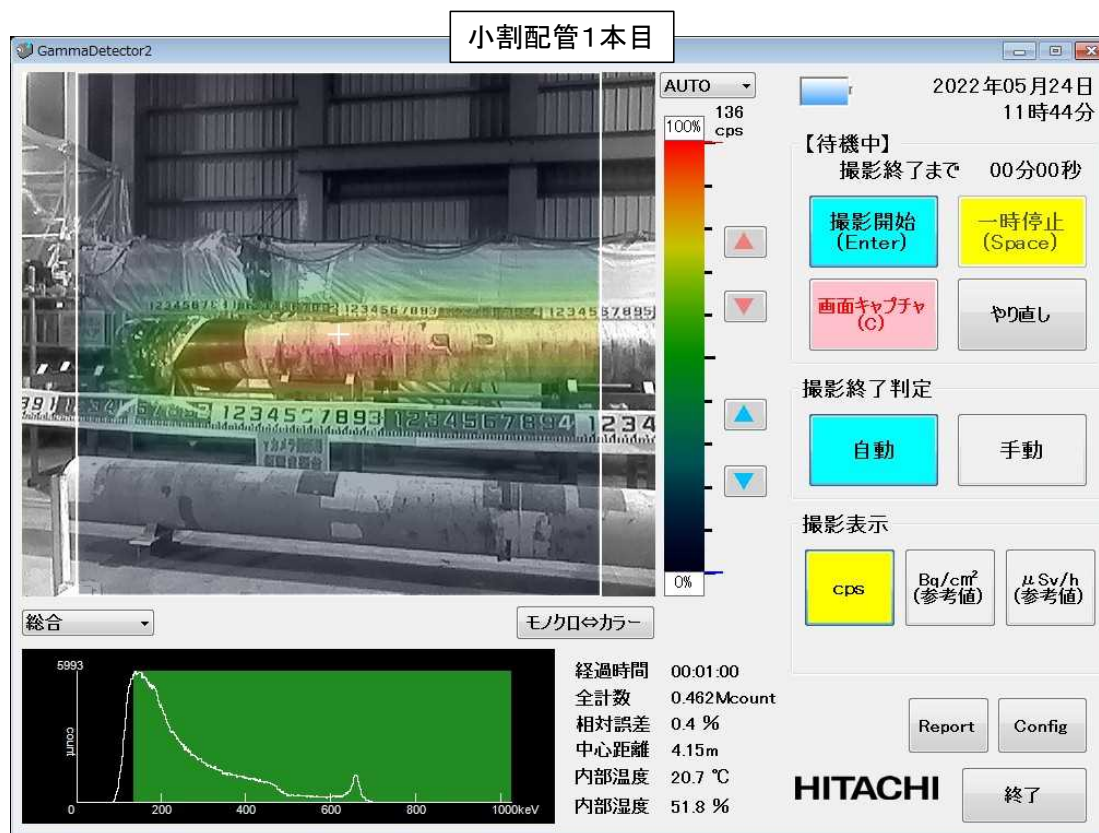 小割配管1本目
GammaDetector2
AUTO
136
cps
100%
0%
2022年05月24日
11時44分
【待機中】
撮影終了まで 00分00秒
撮影開始
(Enter)
一時停止
(Space)
画面キャプチャ
(C)
やり直し
撮影終了判定
自動
手動
撮影表示
cps
Bq/cm²
(参考値)
μSv/h
(参考値)
総合
モノクロ⇔カラー
5993
count
0 200 400 600 800 1000keV
経過時間 00:01:00
全計数 0.462Mcount
相対誤差 0.4 %
中心距離 4.15m
内部温度 20.7 ℃
内部湿度 51.8 %
Report
Config
HITACHI
終了